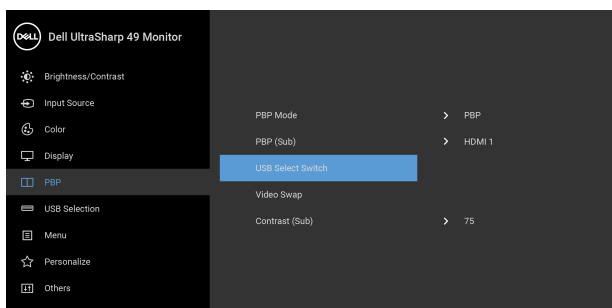 DELL Dell UltraSharp 49 Monitor
Brightness/Contrast
Input Source
Color
Display
PBP
USB Selection
Menu
Personalize
Others
PBP Mode > PBP
PBP (Sub) > HDMI 1
USB Select Switch
Video Swap
Contrast (Sub) > 75